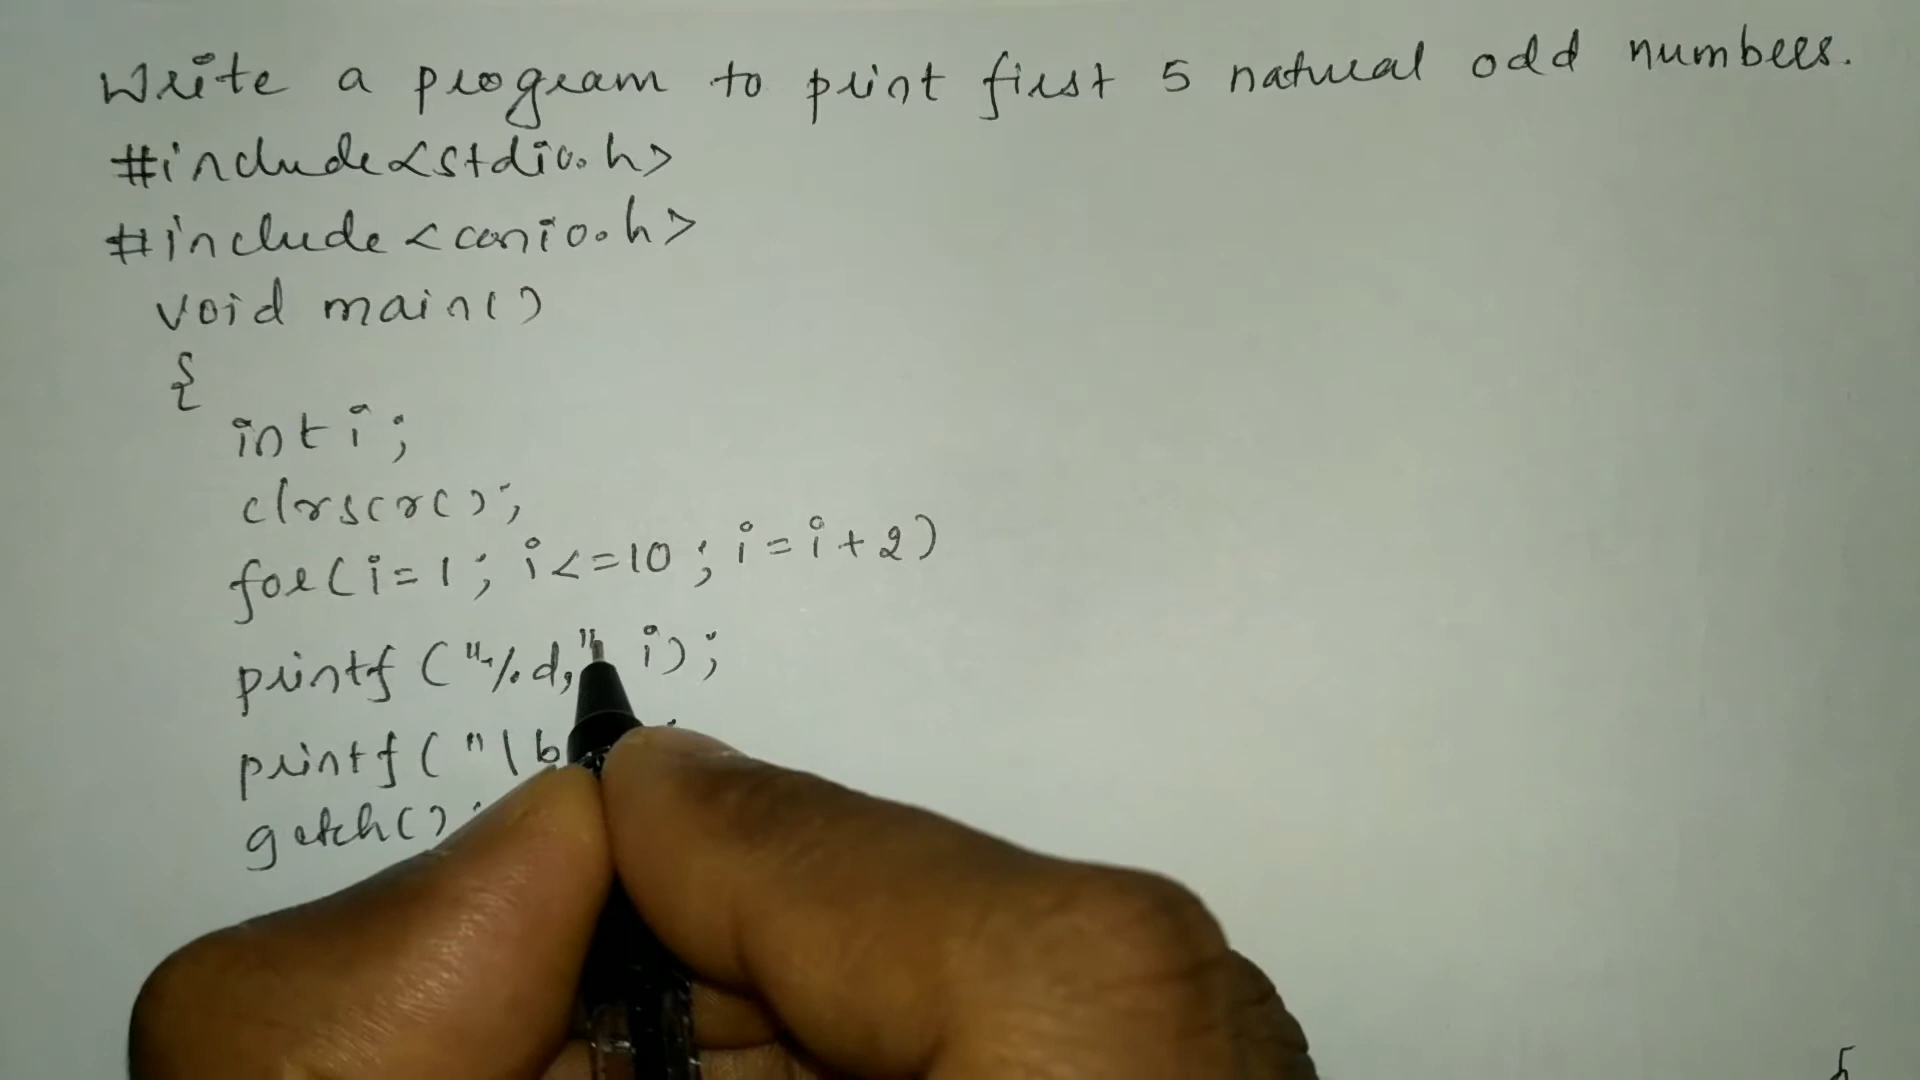 Write a program to print first 5 natural odd numbers.
#include<stdio.h>
#include<conio.h>
void main()
{
int i;
clrscr();
for(i=1; i<=10; i=i+2)
printf("%d," i);
printf("\b
getch()